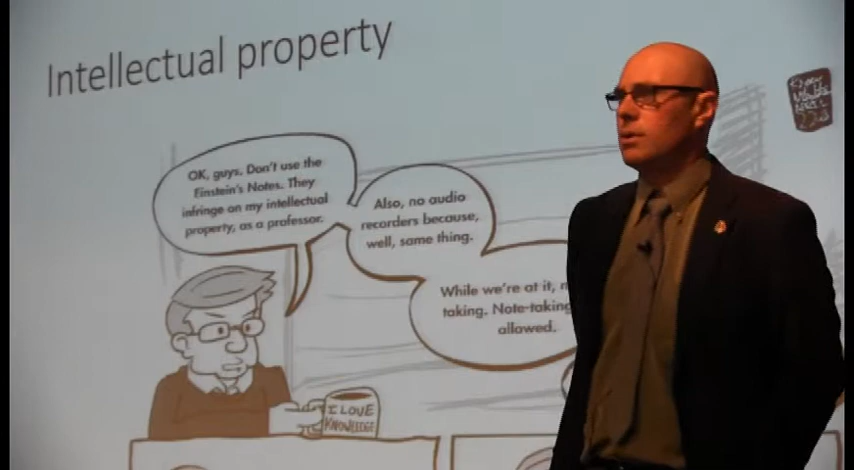 Intellectual property
OK, guys. Don't use the
Einstein's Notes. They
infringe on my intellectual
property, as a professor.
Also, no audio
recorders because,
well, same thing.
While we're at it, n
taking. Note-taking
allowed.
I LOVE
KNOWLEDGE